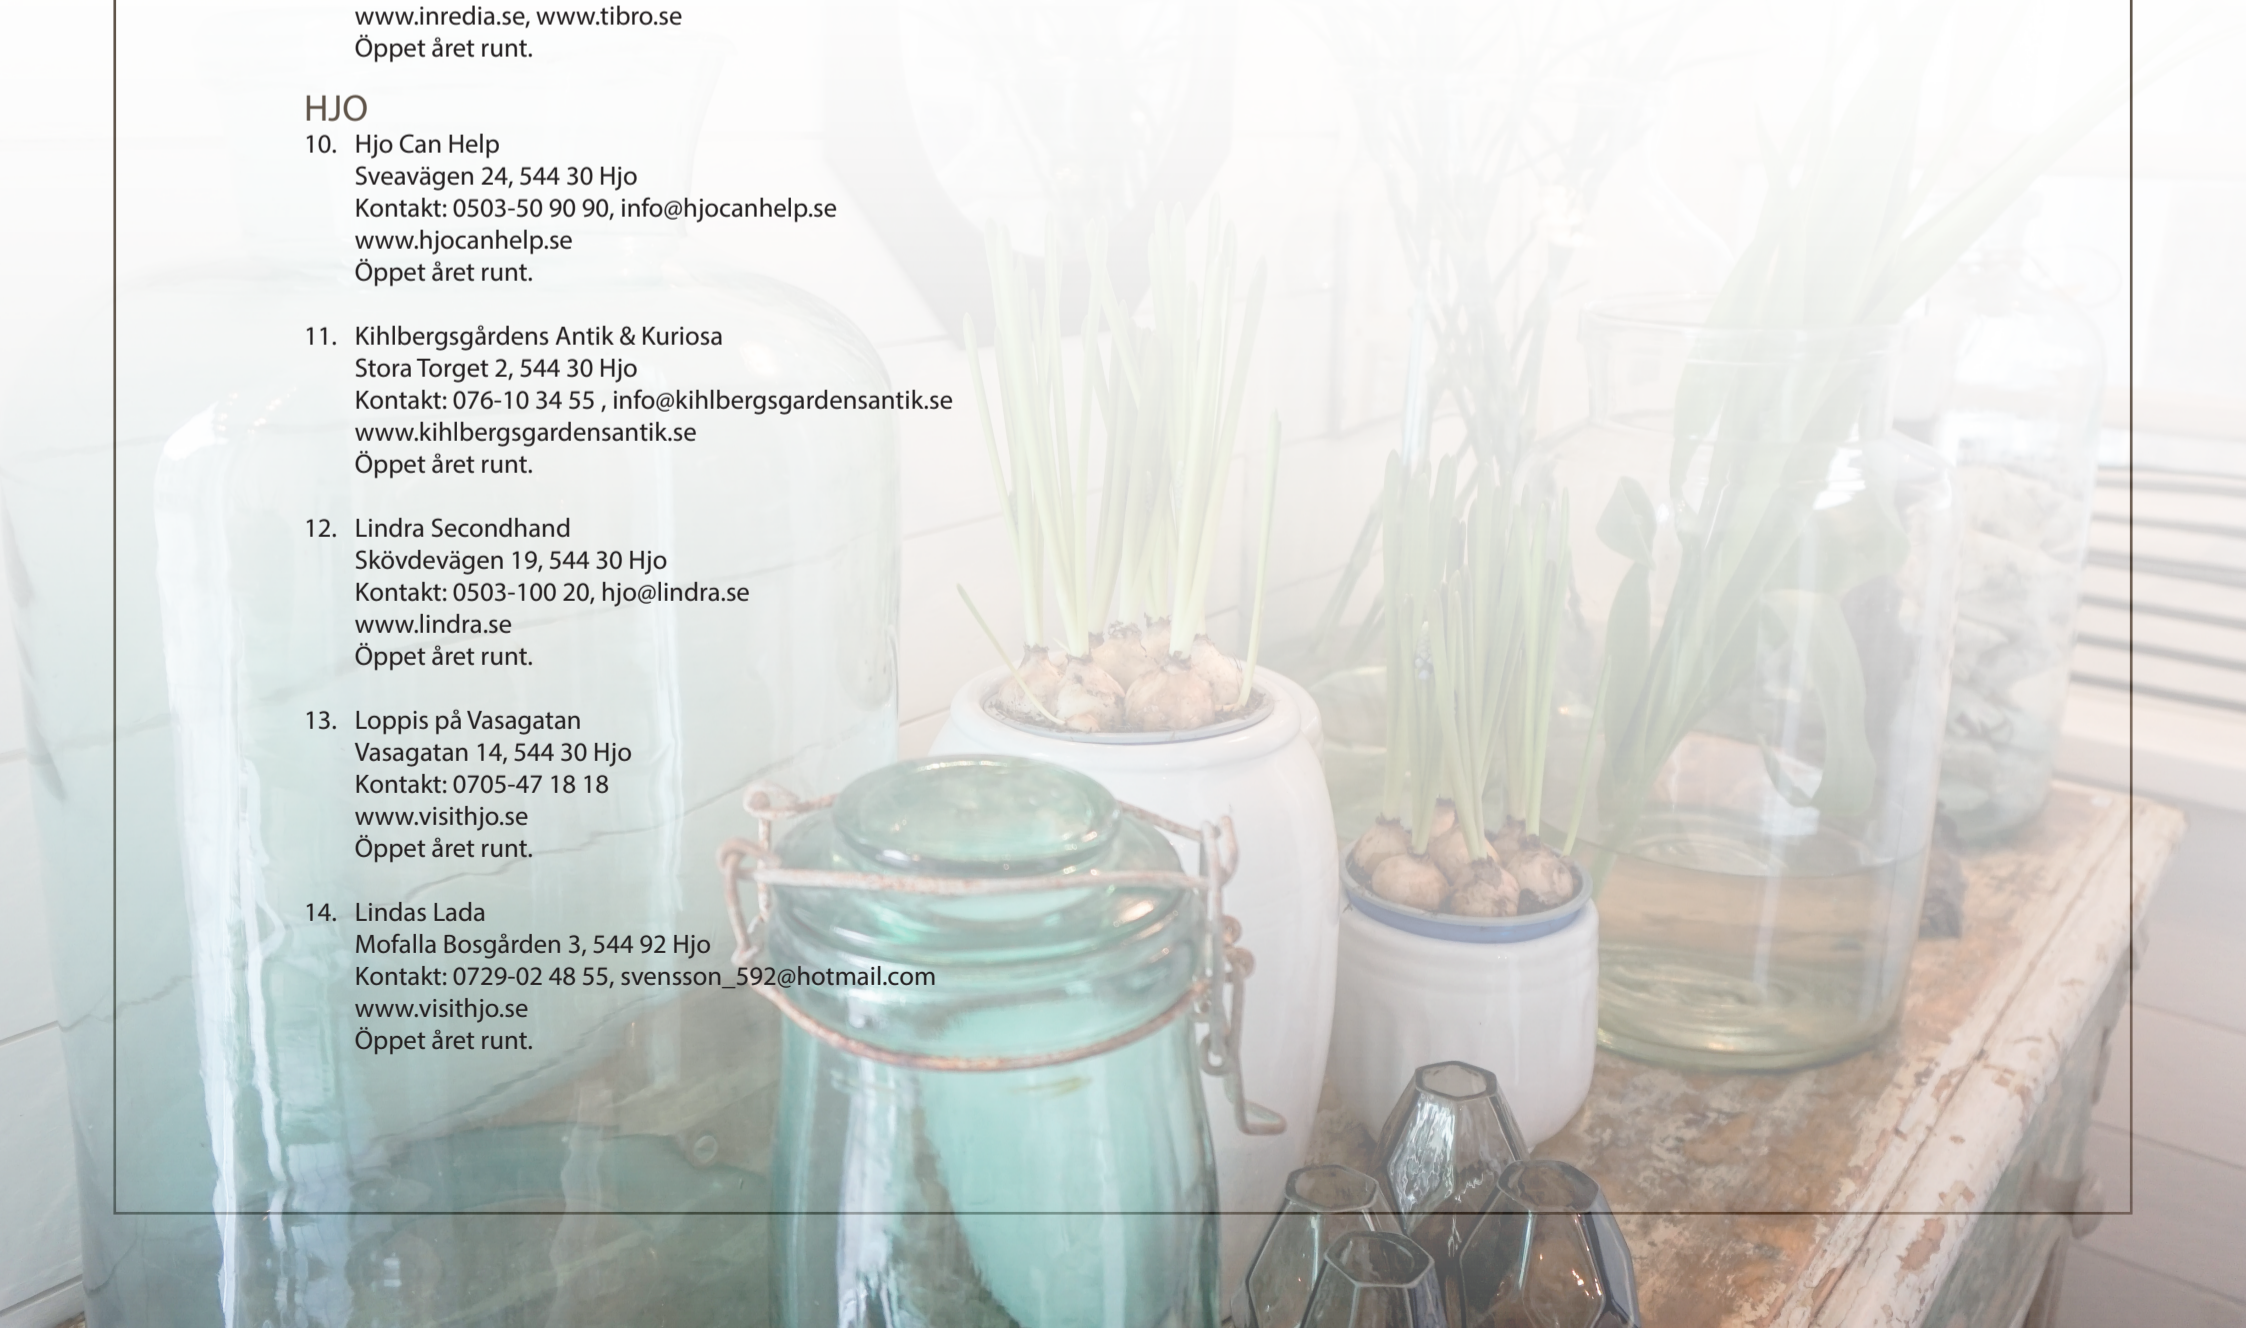 www.inredia.se, www.tibro.se
Öppet året runt.
HJO
10. Hjo Can Help
Sveavägen 24, 544 30 Hjo
Kontakt: 0503-50 90 90, info@hjocanhelp.se
www.hjocanhelp.se
Öppet året runt.
11. Kihlbergsgårdens Antik & Kuriosa
Stora Torget 2, 544 30 Hjo
Kontakt: 076-10 34 55 , info@kihlbergsgardensantik.se
www.kihlbergsgardensantik.se
Öppet året runt.
12. Lindra Secondhand
Skövdevägen 19, 544 30 Hjo
Kontakt: 0503-100 20, hjo@lindra.se
www.lindra.se
Öppet året runt.
13. Loppis på Vasagatan
Vasagatan 14, 544 30 Hjo
Kontakt: 0705-47 18 18
www.visithjo.se
Öppet året runt.
14. Lindas Lada
Mofalla Bosgården 3, 544 92 Hjo
Kontakt: 0729-02 48 55, svensson_592@hotmail.com
www.visithjo.se
Öppet året runt.